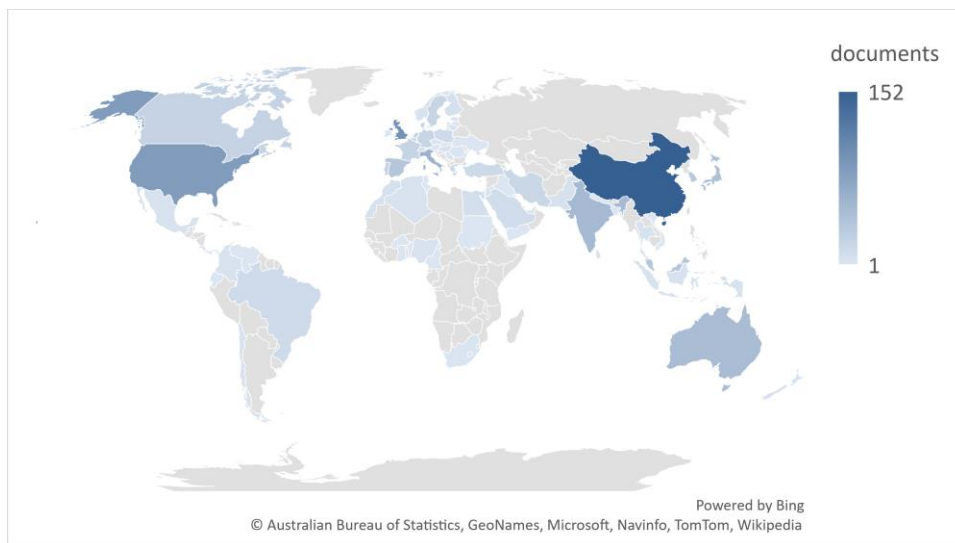 documents
152
1
Powered by Bing
© Australian Bureau of Statistics, GeoNames, Microsoft, Navinfo, TomTom, Wikipedia